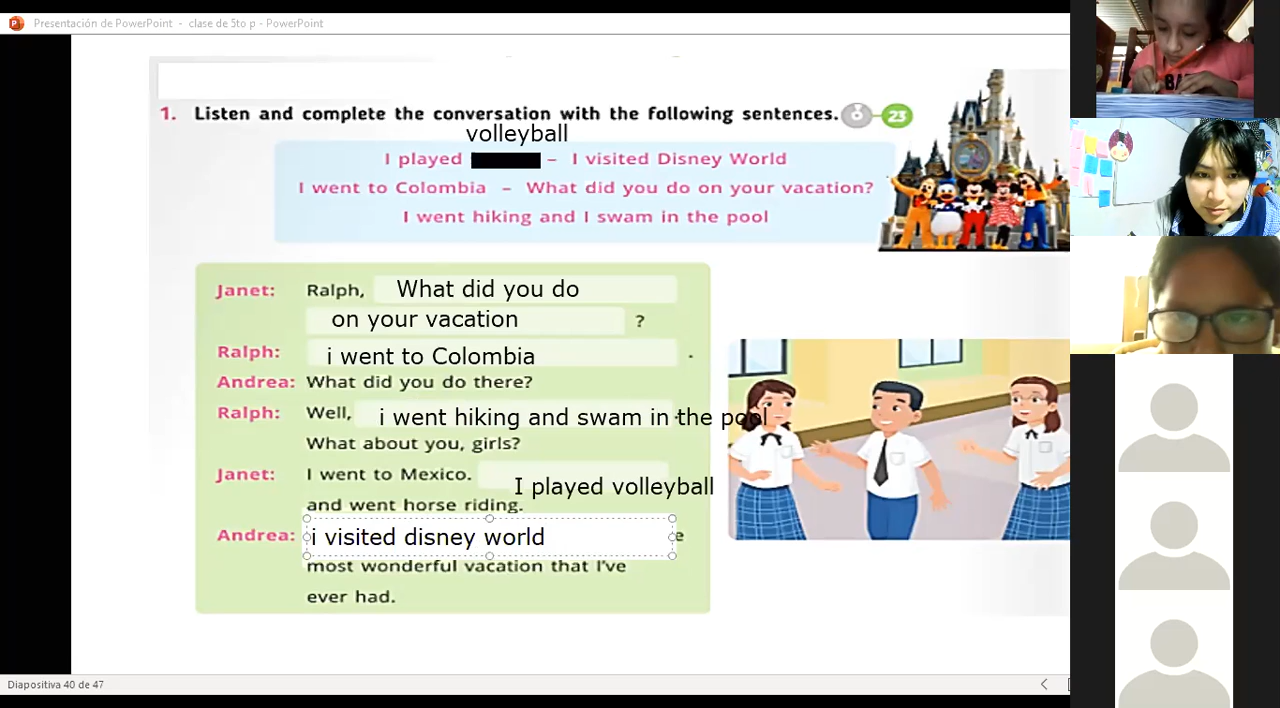 Presentación de PowerPoint - clase de 5to p - PowerPoint
1. Listen and complete the conversation with the following sentences. 23
volleyball
I played – I visited Disney World
I went to Colombia – What did you do on your vacation?
I went hiking and I swam in the pool
Janet: Ralph, What did you do
on your vacation ?
Ralph: i went to Colombia .
Andrea: What did you do there?
Ralph: Well, i went hiking and swam in the pool
What about you, girls?
Janet: I went to Mexico. I played volleyball
and went horse riding.
Andrea: i visited disney world
most wonderful vacation that I've
ever had.
Diapositiva 40 de 47